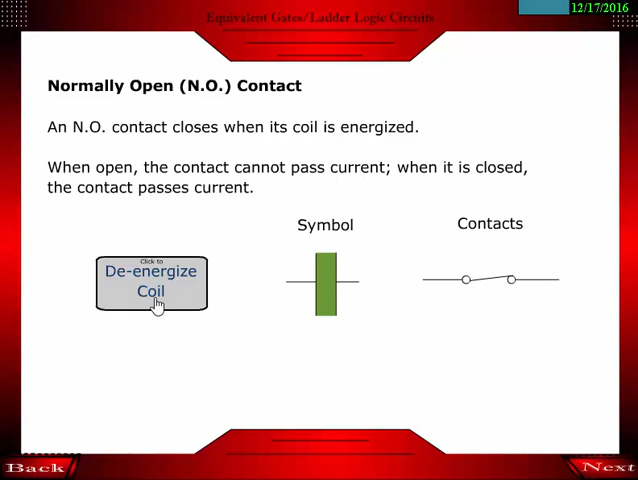 12/17/2016
Equivalent Gates/Ladder Logic Circuits
Normally Open (N.O.) Contact
An N.O. contact closes when its coil is energized.
When open, the contact cannot pass current; when it is closed,
the contact passes current.
Symbol
Contacts
Click to
De-energize
Coil
Back
Next